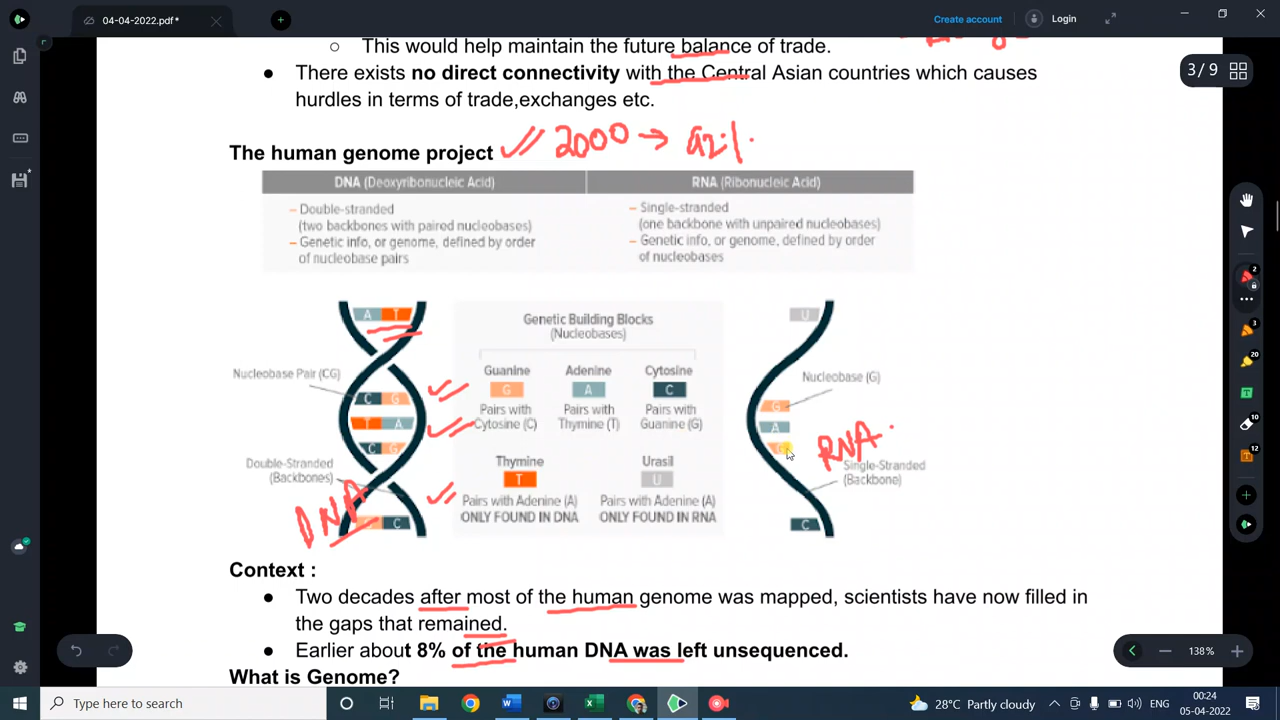 04-04-2022.pdf*
Create account
Login
3/9
○ This would help maintain the future balance of trade.
● There exists no direct connectivity with the Central Asian countries which causes
hurdles in terms of trade,exchanges etc.
The human genome project
2000 → 92%.
DNA (Deoxyribonucleic Acid)
RNA (Ribonucleic Acid)
– Double-stranded
(two backbones with paired nucleobases)
– Genetic info, or genome, defined by order
of nucleobase pairs
– Single-stranded
(one backbone with unpaired nucleobases)
– Genetic info, or genome, defined by order
of nucleobases
A T
Nucleobase Pair (CG)
C G
T A
C G
Double-Stranded
(Backbones)
C
DNA
Genetic Building Blocks
(Nucleobases)
Guanine
G
Pairs with
Cytosine (C)
Adenine
A
Pairs with
Thymine (T)
Cytosine
C
Pairs with
Guanine (G)
Thymine
T
Pairs with Adenine (A)
ONLY FOUND IN DNA
Urasil
U
Pairs with Adenine (A)
ONLY FOUND IN RNA
U
Nucleobase (G)
G
A
G
RNA
Single-Stranded
(Backbone)
C
Context :
● Two decades after most of the human genome was mapped, scientists have now filled in
the gaps that remained.
● Earlier about 8% of the human DNA was left unsequenced.
What is Genome?
2
3
20
10
12
138%
Type here to search
28°C Partly cloudy
ENG
00:24
05-04-2022